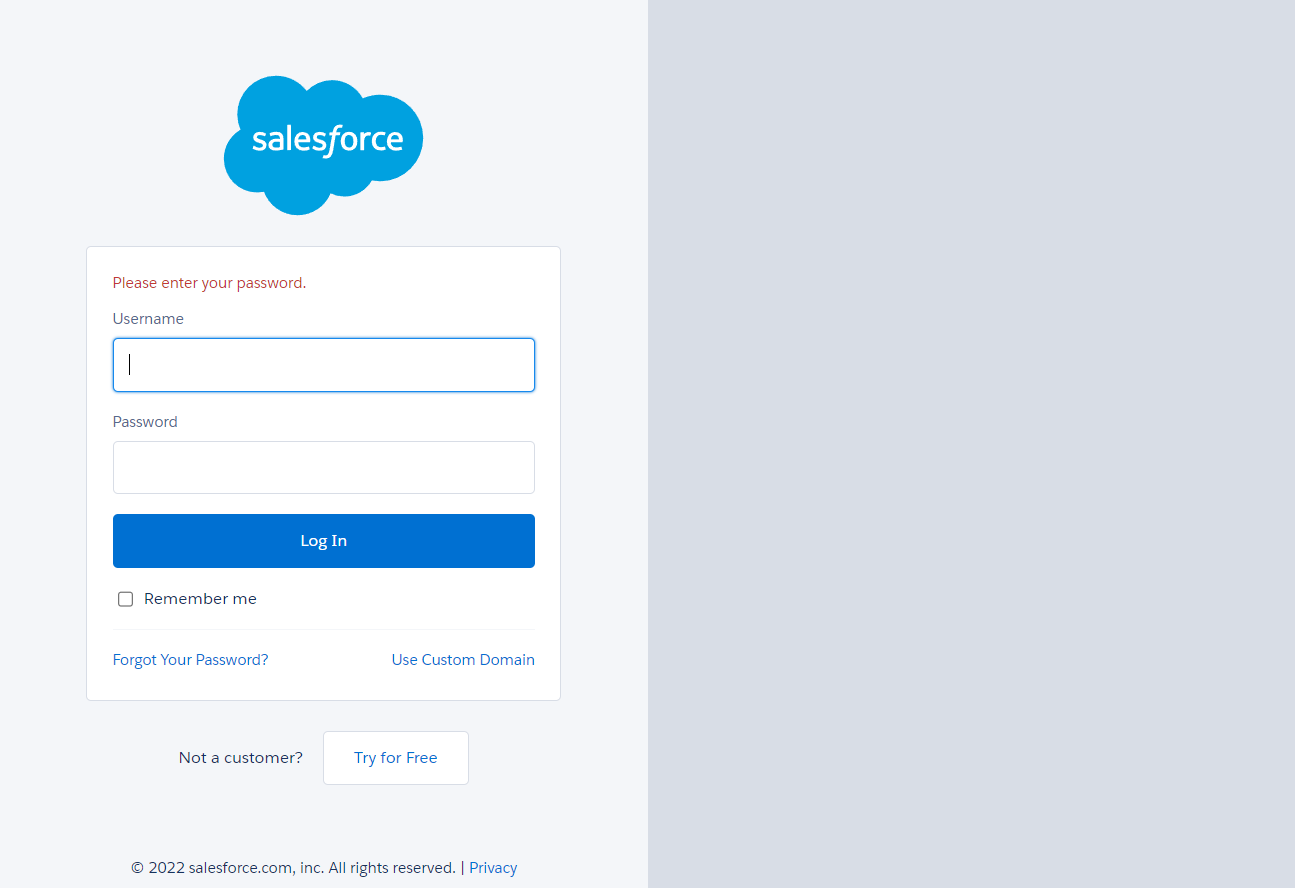 salesforce
Please enter your password.
Username
Password
Log In
Remember me
Forgot Your Password? Use Custom Domain
Not a customer? Try for Free
© 2022 salesforce.com, inc. All rights reserved. | Privacy